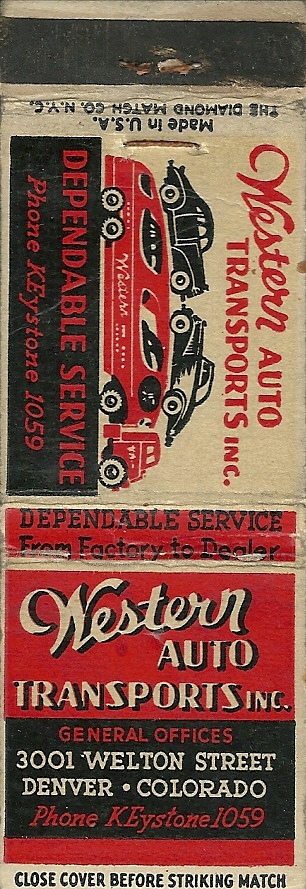 Made in U.S.A.
THE DIAMOND MATCH CO. N.Y.C.
Western AUTO
TRANSPORTS INC.
Western
DEPENDABLE SERVICE
Phone KEystone 1059
DEPENDABLE SERVICE
From Factory to Dealer
Western
AUTO
TRANSPORTS INC.
GENERAL OFFICES
3001 WELTON STREET
DENVER • COLORADO
Phone KEystone 1059
CLOSE COVER BEFORE STRIKING MATCH